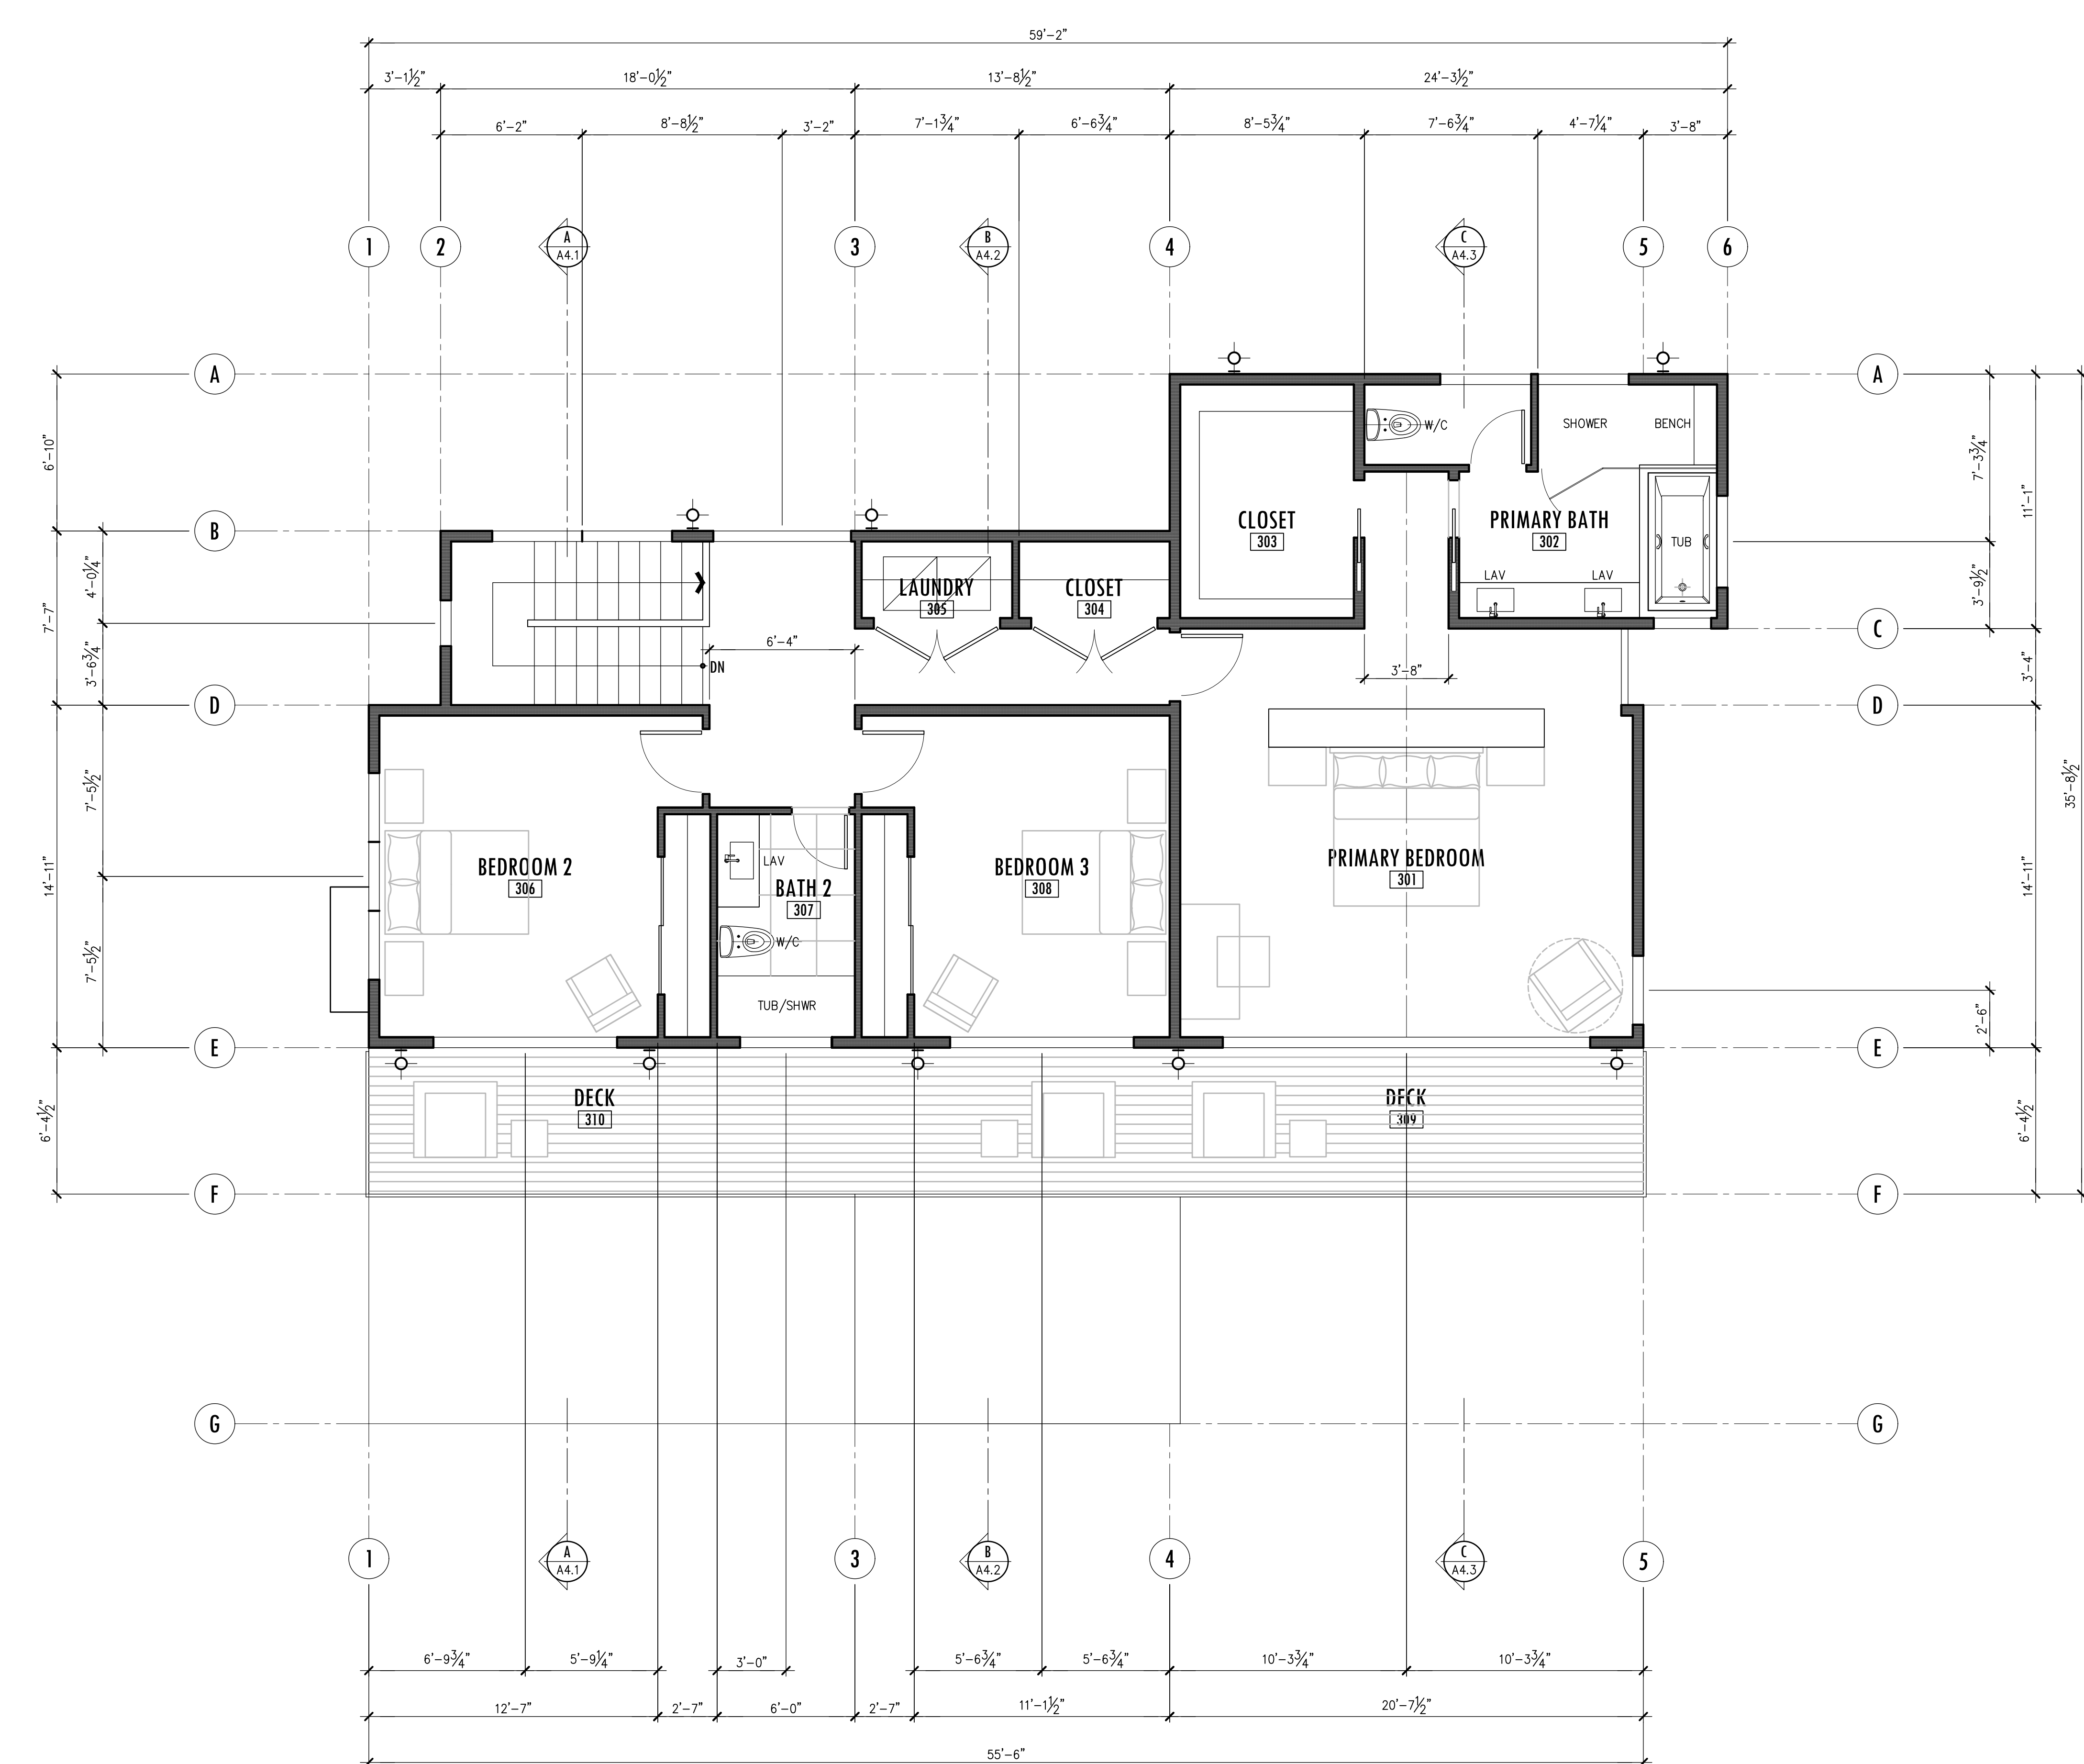 59'-2"
3'-1½" 18'-0½" 13'-8½" 24'-3½"
6'-2" 8'-8½" 3'-2" 7'-1¾" 6'-6¾" 8'-5¾" 7'-6¾" 4'-7¼" 3'-8"
1 2 A A4.1 3 B A4.2 4 C A4.3 5 6
A A
6'-10" 7'-3¾" 11'-1"
W/C SHOWER BENCH
B
CLOSET PRIMARY BATH
303 302 TUB
4'-0¼" LAUNDRY CLOSET LAV LAV 3'-9½"
7'-7" 305 304
C
3'-6¾" 6'-4" 3'-4"
DN 3'-8"
D D
7'-5½" 35'-8½"
14'-11" 14'-11"
BEDROOM 2 LAV BEDROOM 3 PRIMARY BEDROOM
306 BATH 2 308 301
307
W/C
7'-5½"
TUB/SHWR 2'-6"
E E
DECK DECK
310 309
6'-4½" 6'-4½"
F F
G G
1 A A4.1 3 B A4.2 4 C A4.3 5
6'-9¾" 5'-9¼" 3'-0" 5'-6¾" 5'-6¾" 10'-3¾" 10'-3¾"
12'-7" 2'-7" 6'-0" 2'-7" 11'-1½" 20'-7½"
55'-6"